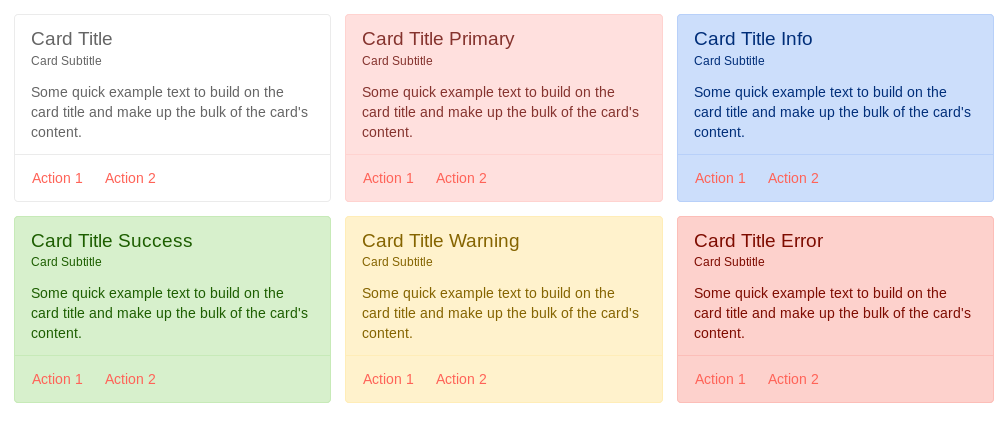 Card Title
Card Subtitle
Some quick example text to build on the
card title and make up the bulk of the card's
content.
Action 1 Action 2
Card Title Primary
Card Subtitle
Some quick example text to build on the
card title and make up the bulk of the card's
content.
Action 1 Action 2
Card Title Info
Card Subtitle
Some quick example text to build on the
card title and make up the bulk of the card's
content.
Action 1 Action 2
Card Title Success
Card Subtitle
Some quick example text to build on the
card title and make up the bulk of the card's
content.
Action 1 Action 2
Card Title Warning
Card Subtitle
Some quick example text to build on the
card title and make up the bulk of the card's
content.
Action 1 Action 2
Card Title Error
Card Subtitle
Some quick example text to build on the
card title and make up the bulk of the card's
content.
Action 1 Action 2